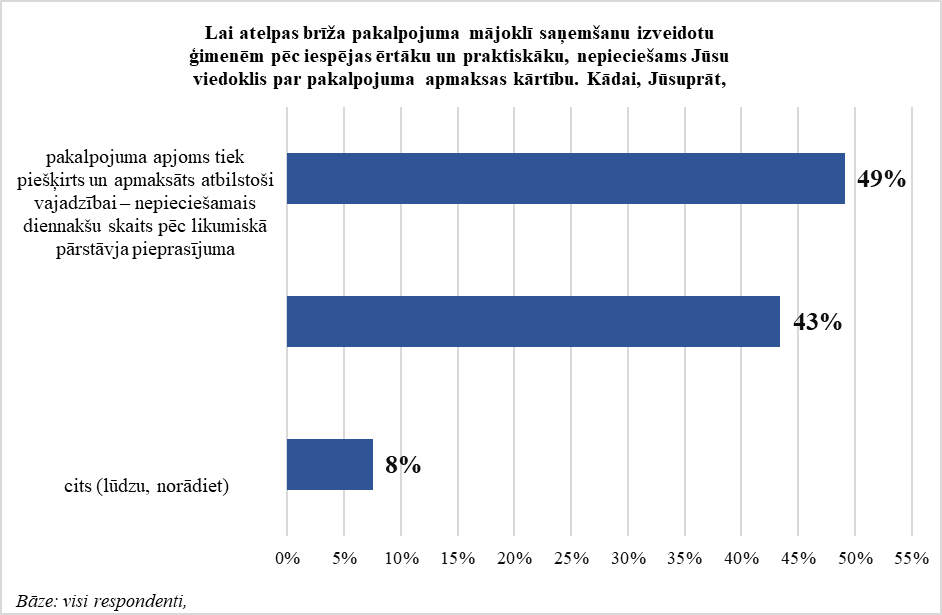 Lai atelpas brīža pakalpojuma mājoklī saņemšanu izveidotu
ģimenēm pēc iespējas ērtāku un praktiskāku, nepieciešams Jūsu
viedoklis par pakalpojuma apmaksas kārtību. Kādai, Jūsuprāt,
pakalpojuma apjoms tiek
piešķirts un apmaksāts atbilstoši
vajadzībai – nepieciešamais
diennakšu skaits pēc likumiskā
pārstāvja pieprasījuma
49%
43%
cits (lūdzu, norādiet)
8%
0% 5% 10% 15% 20% 25% 30% 35% 40% 45% 50% 55%
Bāze: visi respondenti,